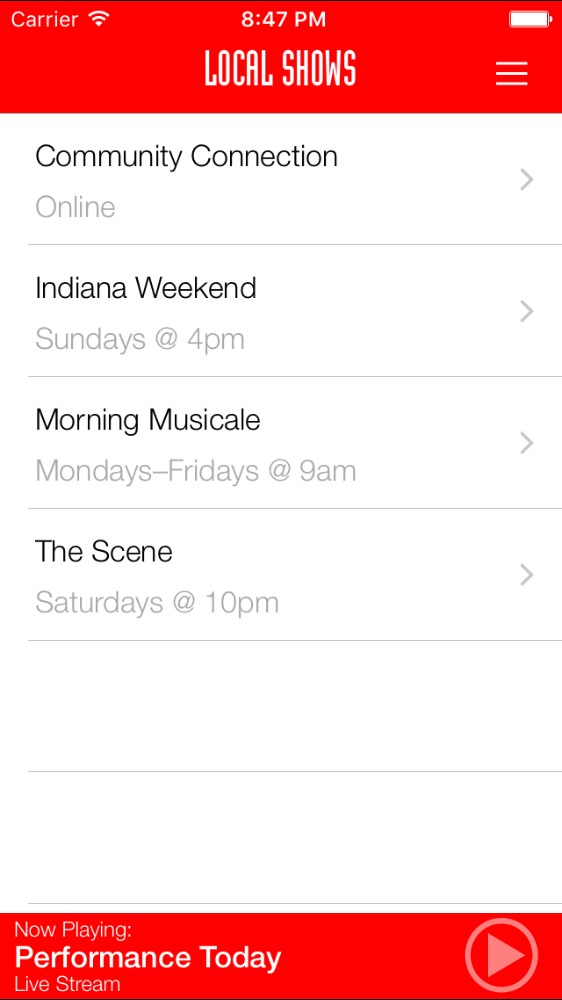 Carrier
8:47 PM
LOCAL SHOWS
Community Connection
Online
Indiana Weekend
Sundays @ 4pm
Morning Musicale
Mondays–Fridays @ 9am
The Scene
Saturdays @ 10pm
Now Playing:
Performance Today
Live Stream